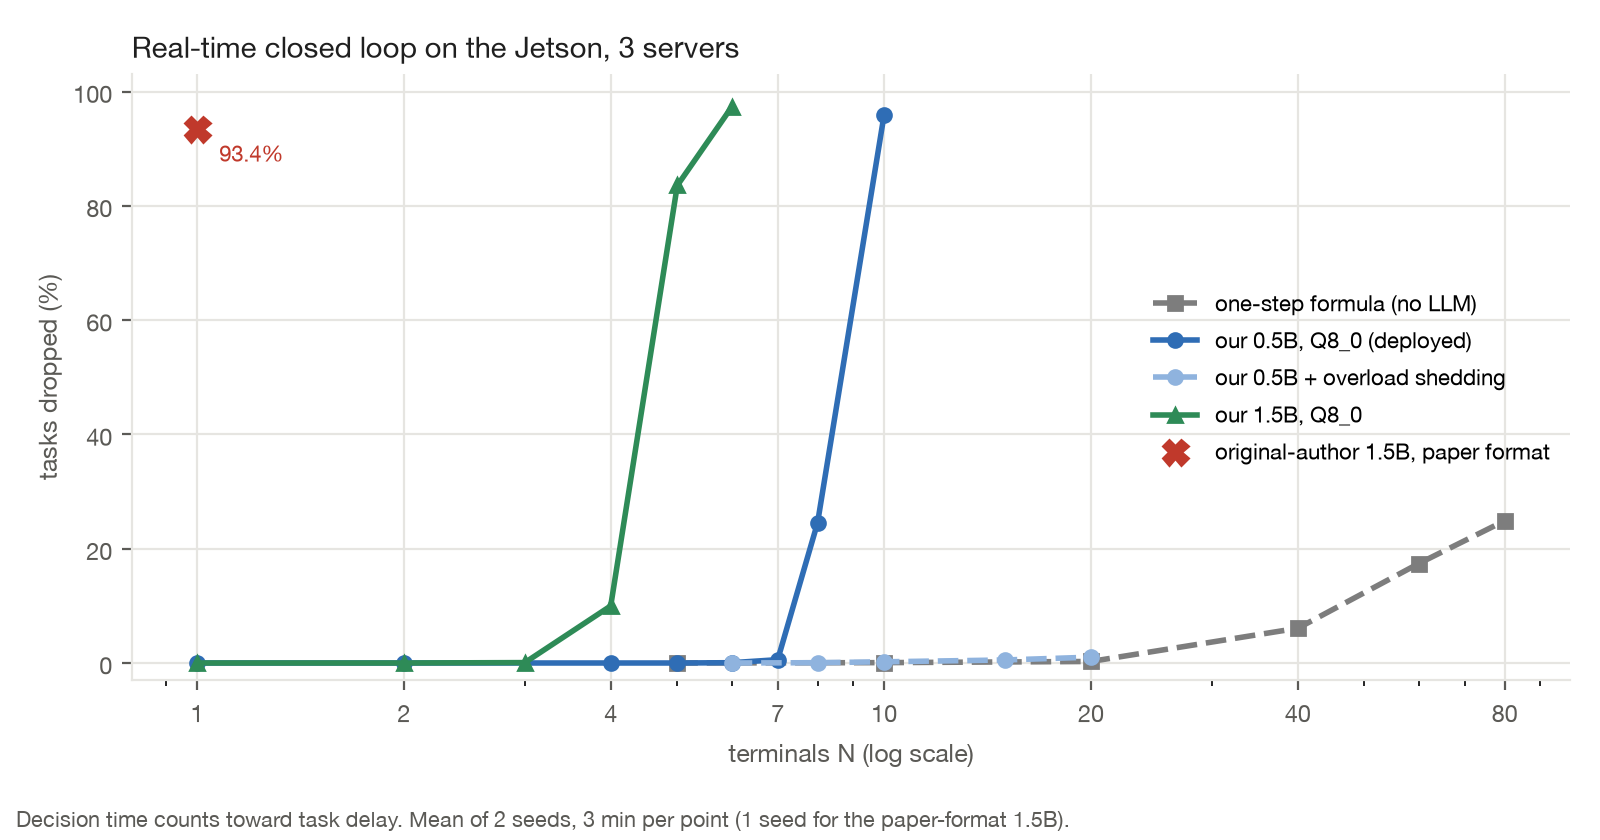 Real-time closed loop on the Jetson, 3 servers
100
80
60
40
20
0
tasks dropped (%)
93.4%
one-step formula (no LLM)
our 0.5B, Q8_0 (deployed)
our 0.5B + overload shedding
our 1.5B, Q8_0
original-author 1.5B, paper format
1 2 4 7 10 20 40 80
terminals N (log scale)
Decision time counts toward task delay. Mean of 2 seeds, 3 min per point (1 seed for the paper-format 1.5B).